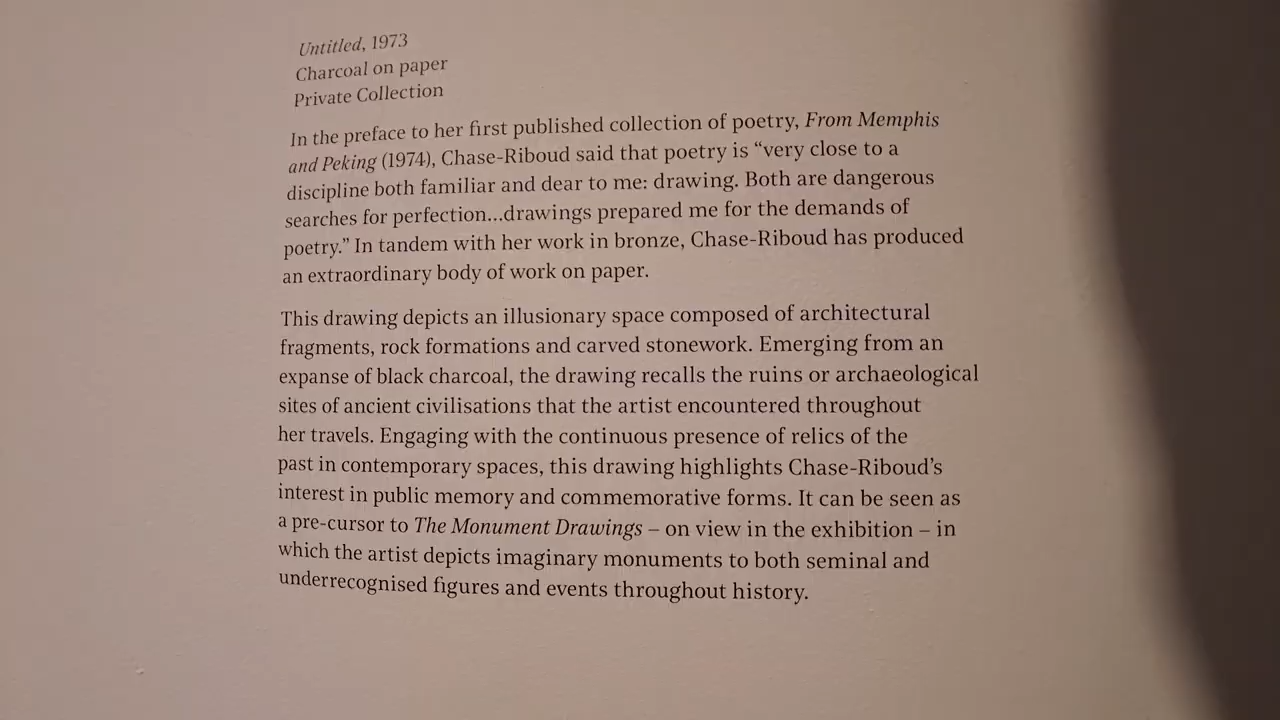 Untitled, 1973
Charcoal on paper
Private Collection
In the preface to her first published collection of poetry, From Memphis
and Peking (1974), Chase-Riboud said that poetry is “very close to a
discipline both familiar and dear to me: drawing. Both are dangerous
searches for perfection...drawings prepared me for the demands of
poetry.” In tandem with her work in bronze, Chase-Riboud has produced
an extraordinary body of work on paper.
This drawing depicts an illusionary space composed of architectural
fragments, rock formations and carved stonework. Emerging from an
expanse of black charcoal, the drawing recalls the ruins or archaeological
sites of ancient civilisations that the artist encountered throughout
her travels. Engaging with the continuous presence of relics of the
past in contemporary spaces, this drawing highlights Chase-Riboud’s
interest in public memory and commemorative forms. It can be seen as
a pre-cursor to The Monument Drawings – on view in the exhibition – in
which the artist depicts imaginary monuments to both seminal and
underrecognised figures and events throughout history.